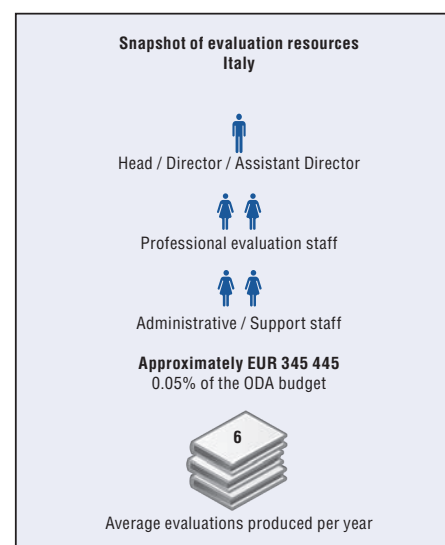 Snapshot of evaluation resources
Italy
Head / Director / Assistant Director
Professional evaluation staff
Administrative / Support staff
Approximately EUR 345 445
0.05% of the ODA budget
6
Average evaluations produced per year